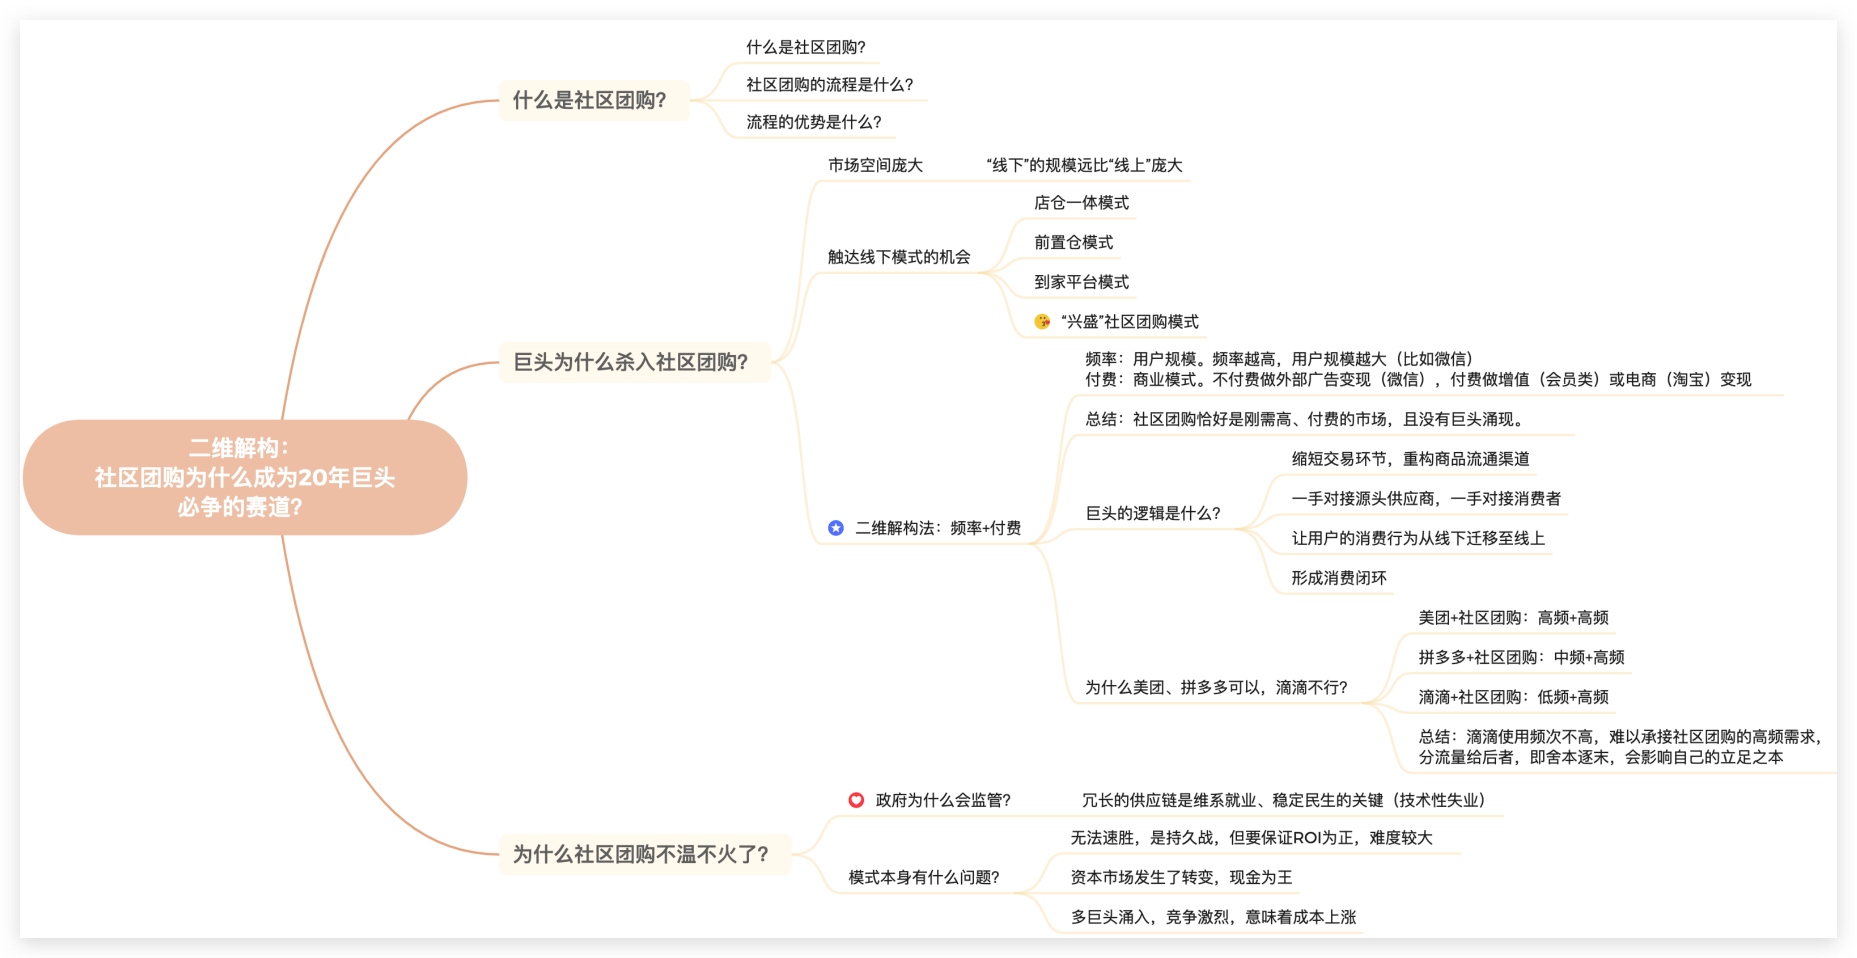 二维解构：
社区团购为什么成为20年巨头
必争的赛道？
什么是社区团购？
什么是社区团购？
社区团购的流程是什么？
流程的优势是什么？
巨头为什么杀入社区团购？
市场空间庞大
“线下”的规模远比“线上”庞大
触达线下模式的机会
店仓一体模式
前置仓模式
到家平台模式
“兴盛”社区团购模式
二维解构法：频率+付费
频率：用户规模。频率越高，用户规模越大（比如微信）
付费：商业模式。不付费做外部广告变现（微信），付费做增值（会员类）或电商（淘宝）变现
总结：社区团购恰好是刚需高、付费的市场，且没有巨头涌现。
巨头的逻辑是什么？
缩短交易环节，重构商品流通渠道
一手对接源头供应商，一手对接消费者
让用户的消费行为从线下迁移至线上
形成消费闭环
为什么美团、拼多多可以，滴滴不行？
美团+社区团购：高频+高频
拼多多+社区团购：中频+高频
滴滴+社区团购：低频+高频
总结：滴滴使用频次不高，难以承接社区团购的高频需求，
分流量给后者，即舍本逐末，会影响自己的立足之本
为什么社区团购不温不火了？
政府为什么会监管？
冗长的供应链是维系就业、稳定民生的关键（技术性失业）
模式本身有什么问题？
无法速胜，是持久战，但要保证ROI为正，难度较大
资本市场发生了转变，现金为王
多巨头涌入，竞争激烈，意味着成本上涨